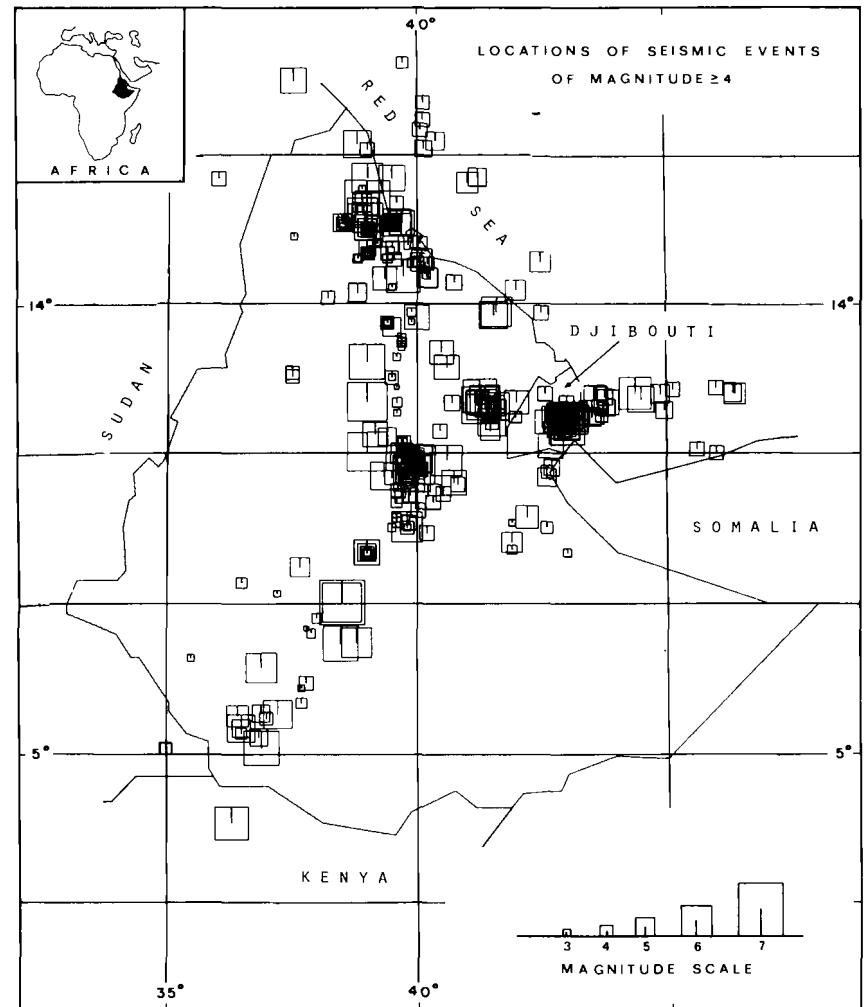 40°
LOCATIONS OF SEISMIC EVENTS
OF MAGNITUDE ≥ 4
RED
AFRICA
SEA
14°
14°
DJIBOUTI
SUDAN
SOMALIA
5°
5°
KENYA
3 4 5 6 7
MAGNITUDE SCALE
35°
40°